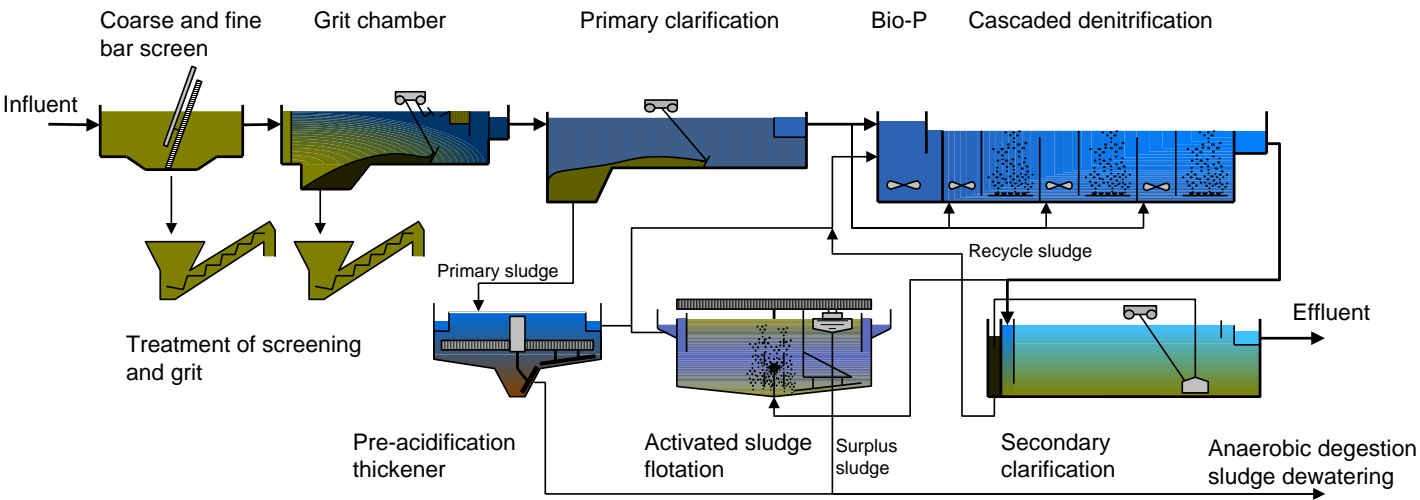 Coarse and fine
bar screen
Grit chamber
Primary clarification
Bio-P
Cascaded denitrification
Influent
Recycle sludge
Primary sludge
Effluent
Treatment of screening
and grit
Pre-acidification
thickener
Activated sludge
flotation
Surplus
sludge
Secondary
clarification
Anaerobic degestion
sludge dewatering